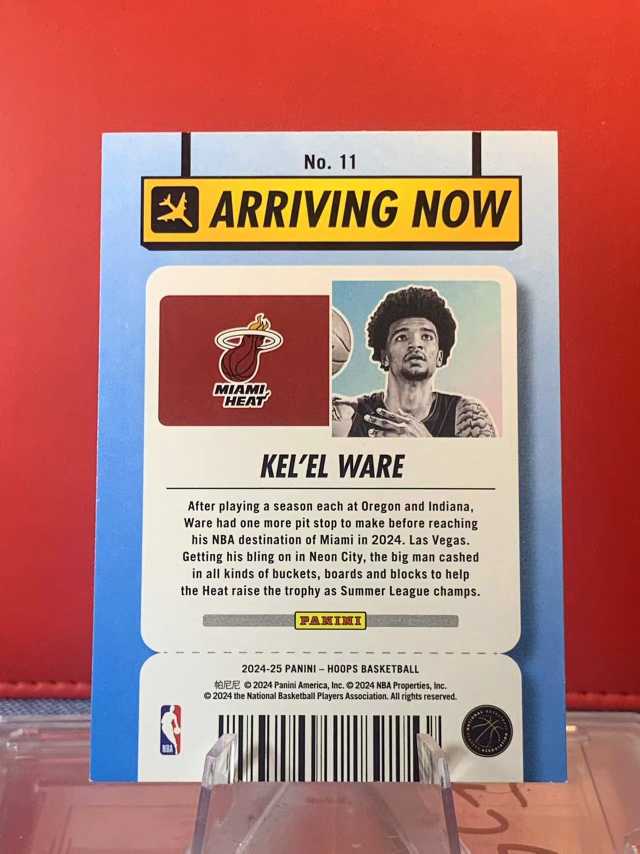 No. 11
ARRIVING NOW
MIAMI
HEAT
KEL'EL WARE
After playing a season each at Oregon and Indiana,
Ware had one more pit stop to make before reaching
his NBA destination of Miami in 2024. Las Vegas.
Getting his bling on in Neon City, the big man cashed
in all kinds of buckets, boards and blocks to help
the Heat raise the trophy as Summer League champs.
PANINI
2024-25 PANINI – HOOPS BASKETBALL
帕尼尼 © 2024 Panini America, Inc. © 2024 NBA Properties, Inc.
© 2024 the National Basketball Players Association. All rights reserved.
NBA